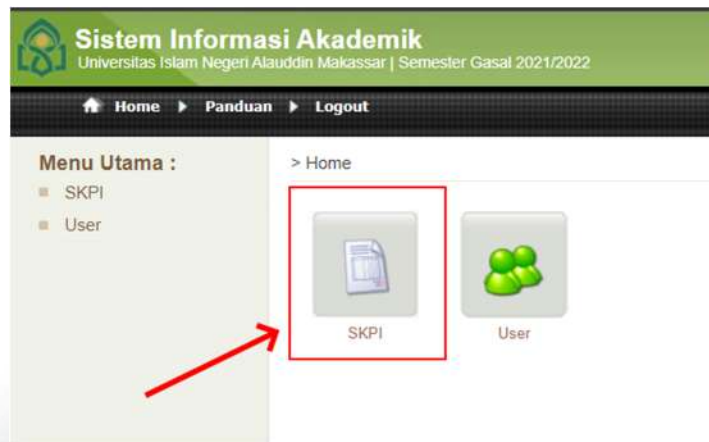 Sistem Informasi Akademik
Universitas Islam Negeri Alauddin Makassar | Semester Gasal 2021/2022
Home Panduan Logout
Menu Utama :
SKPI
User
> Home
SKPI
User